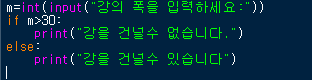 m=int(input("강의 폭을 입력하세요:"))
if m>30:
    print("강을 건널수 없습니다.")
else:
    print("강을 건널수 있습니다")